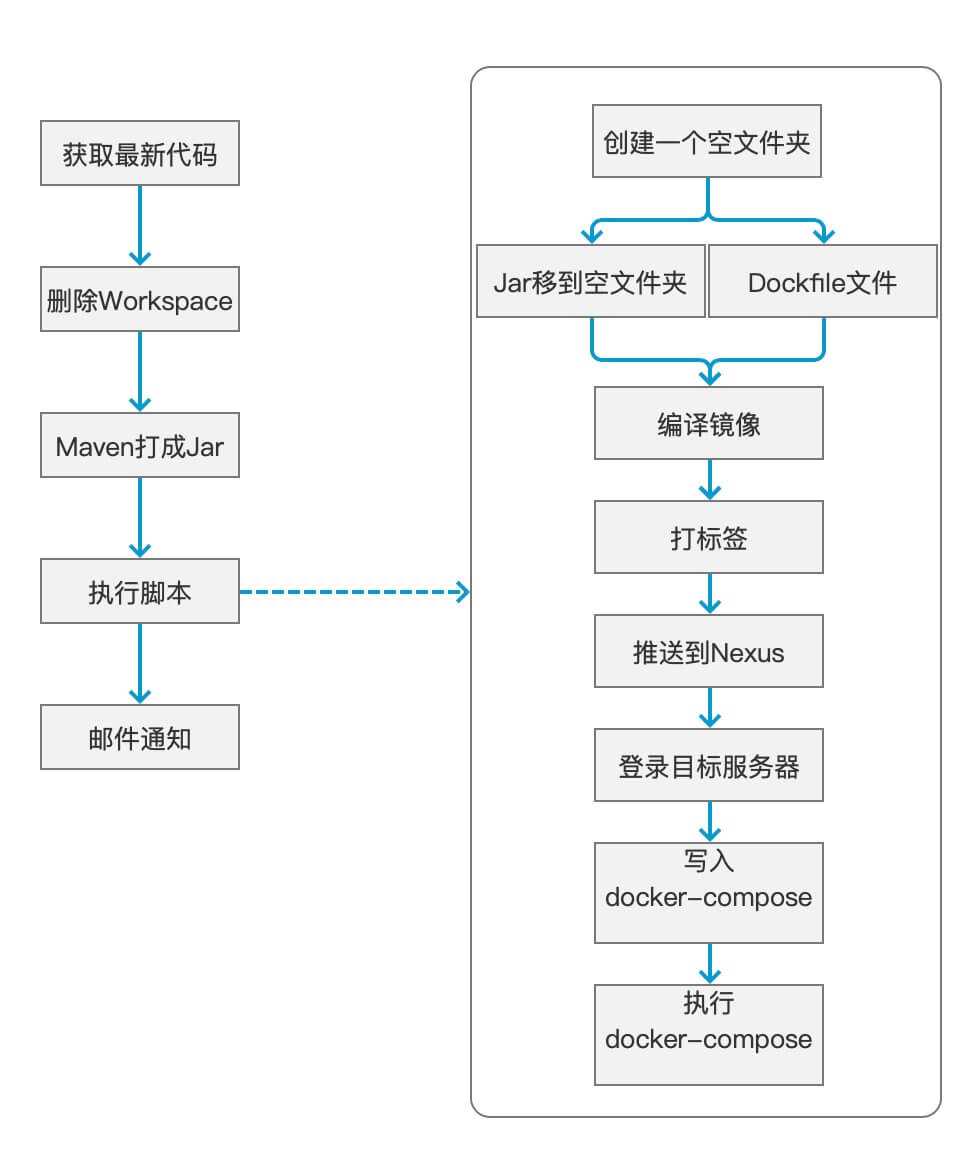 获取最新代码
删除Workspace
Maven打成Jar
执行脚本
邮件通知
创建一个空文件夹
Jar移到空文件夹
Dockfile文件
编译镜像
打标签
推送到Nexus
登录目标服务器
写入
docker-compose
执行
docker-compose